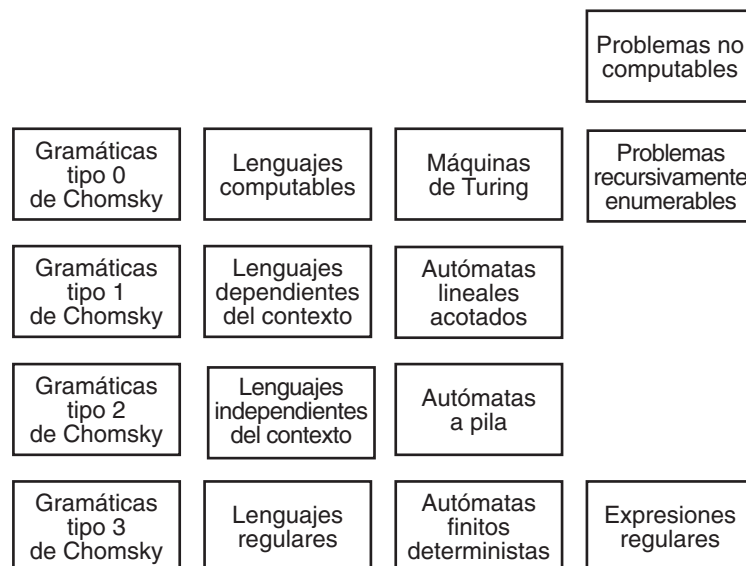 Problemas no
computables
Gramáticas
tipo 0
de Chomsky
Lenguajes
computables
Máquinas
de Turing
Problemas
recursivamente
enumerables
Gramáticas
tipo 1
de Chomsky
Lenguajes
dependientes
del contexto
Autómatas
lineales
acotados
Gramáticas
tipo 2
de Chomsky
Lenguajes
independientes
del contexto
Autómatas
a pila
Gramáticas
tipo 3
de Chomsky
Lenguajes
regulares
Autómatas
finitos
deterministas
Expresiones
regulares